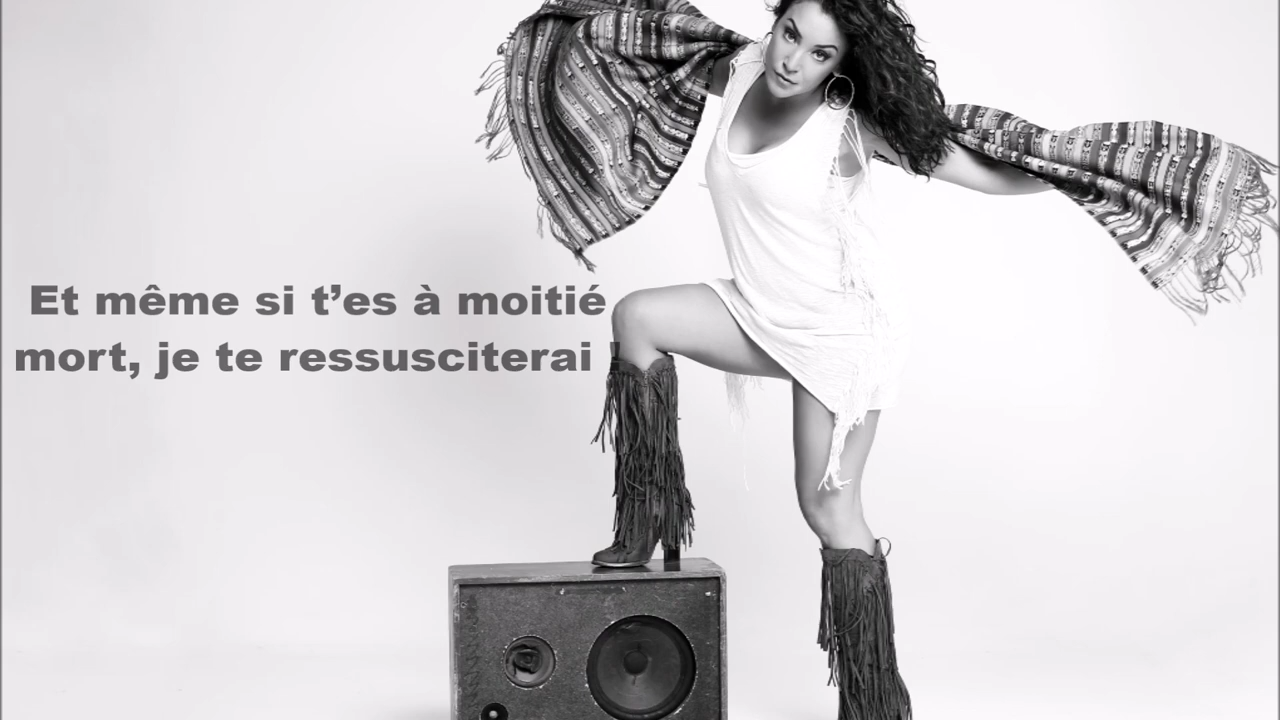 Et même si t’es à moitié
mort, je te ressusciterai !